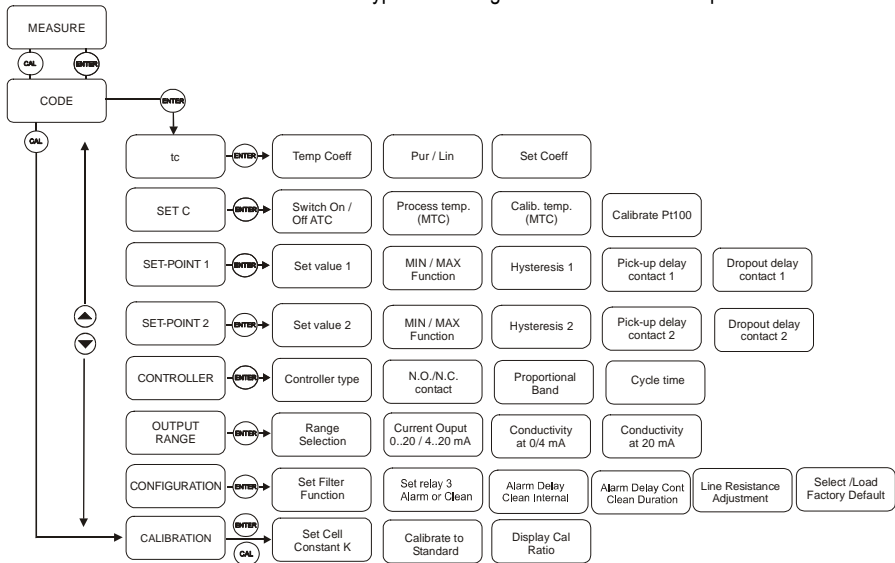 MEASURE
CAL
ENTER
CODE
ENTER
CAL
tc
ENTER
Temp Coeff
Pur / Lin
Set Coeff
SET C
ENTER
Switch On /
Off ATC
Process temp.
(MTC)
Calib. temp.
(MTC)
Calibrate Pt100
SET-POINT 1
ENTER
Set value 1
MIN / MAX
Function
Hysteresis 1
Pick-up delay
contact 1
Dropout delay
contact 1
SET-POINT 2
ENTER
Set value 2
MIN / MAX
Function
Hysteresis 2
Pick-up delay
contact 2
Dropout delay
contact 2
CONTROLLER
ENTER
Controller type
N.O./N.C.
contact
Proportional
Band
Cycle time
OUTPUT
RANGE
ENTER
Range
Selection
Current Ouput
0..20 / 4..20 mA
Conductivity
at 0/4 mA
Conductivity
at 20 mA
CONFIGURATION
ENTER
Set Filter
Function
Set relay 3
Alarm or Clean
Alarm Delay
Clean Internal
Alarm Delay Cont
Clean Duration
Line Resistance
Adjustment
Select /Load
Factory Default
CALIBRATION
ENTER
CAL
Set Cell
Constant K
Calibrate to
Standard
Display Cal
Ratio